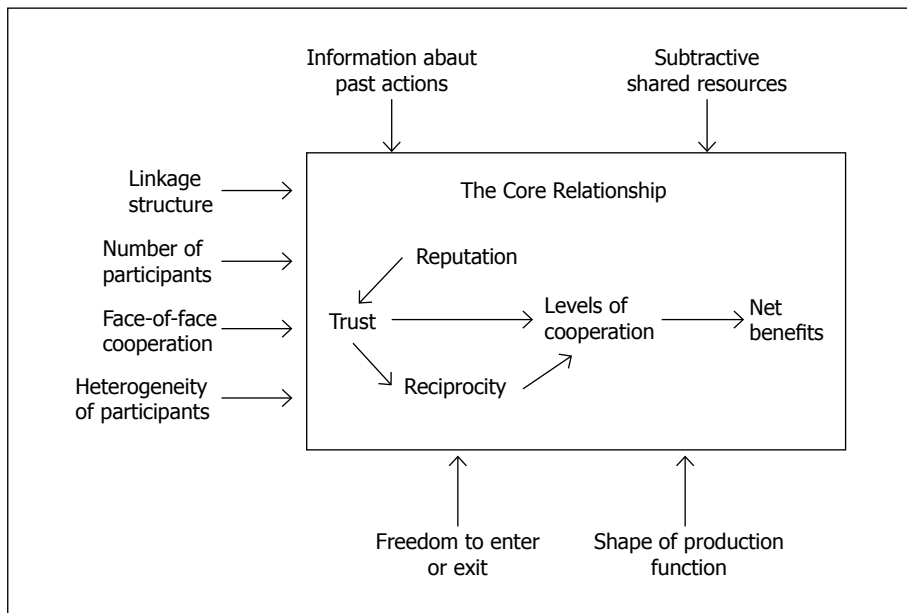 Information abaut
past actions
Subtractive
shared resources
Linkage
structure
The Core Relationship
Number of
participants
Reputation
Face-of-face
cooperation
Trust
Levels of
cooperation
Net
benefits
Heterogeneity
of participants
Reciprocity
Freedom to enter
or exit
Shape of production
function